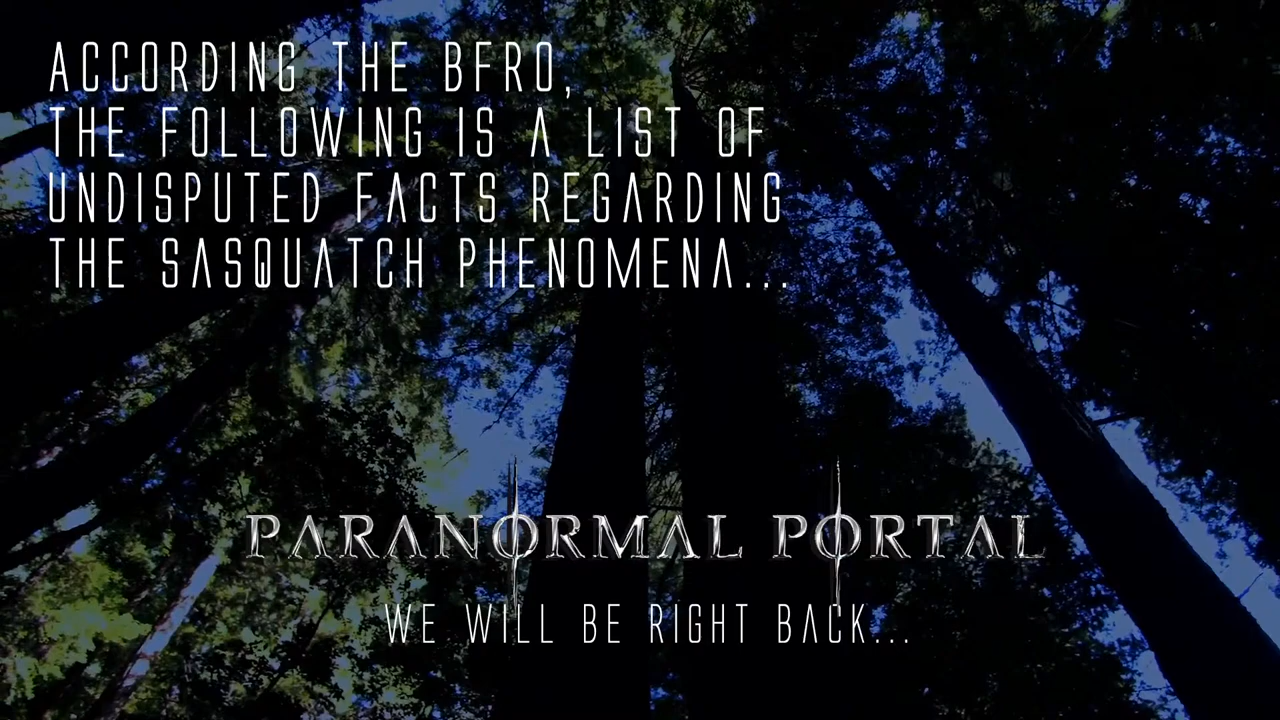 ACCORDING THE BFRO,
THE FOLLOWING IS A LIST OF
UNDISPUTED FACTS REGARDING
THE SASQUATCH PHENOMENA...
PARANORMAL PORTAL
WE WILL BE RIGHT BACK...